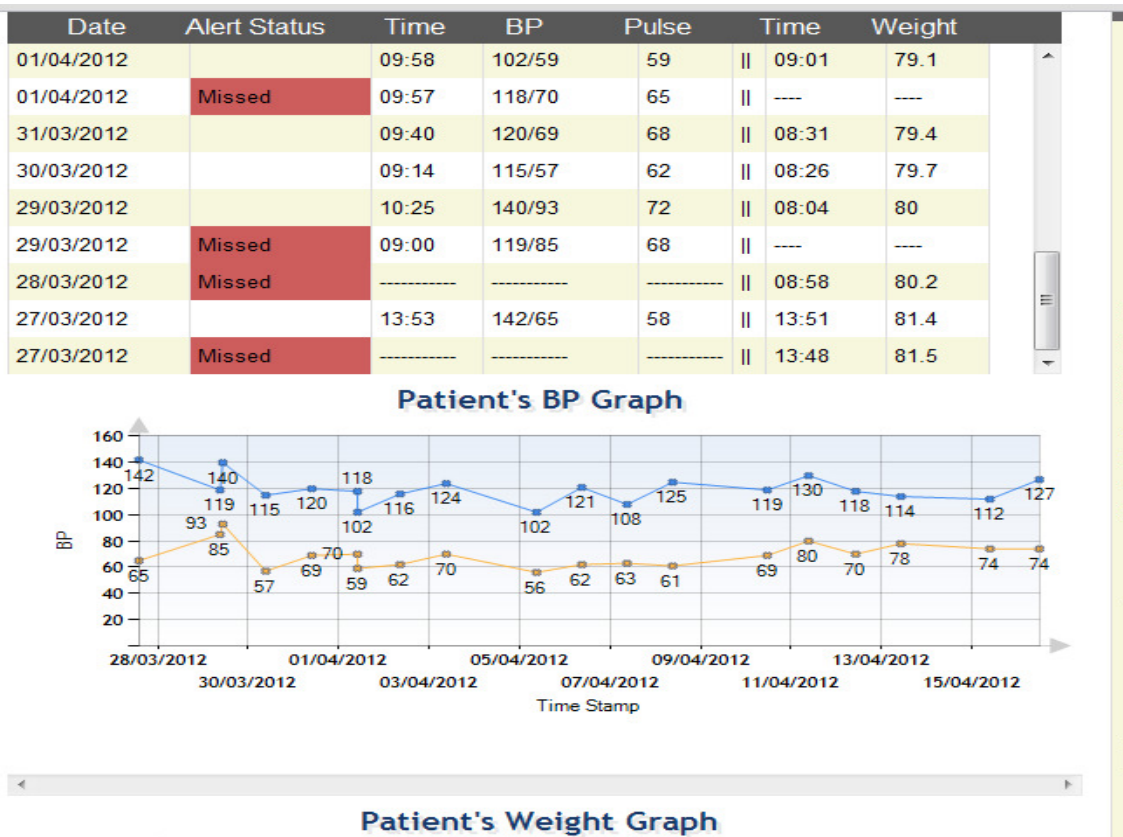 Date Alert Status Time BP Pulse Time Weight
01/04/2012 09:58 102/59 59 || 09:01 79.1
01/04/2012 Missed 09:57 118/70 65 || ---- ----
31/03/2012 09:40 120/69 68 || 08:31 79.4
30/03/2012 09:14 115/57 62 || 08:26 79.7
29/03/2012 10:25 140/93 72 || 08:04 80
29/03/2012 Missed 09:00 119/85 68 || ---- ----
28/03/2012 Missed ----------- ----------- ----------- || 08:58 80.2
27/03/2012 13:53 142/65 58 || 13:51 81.4
27/03/2012 Missed ----------- ----------- ----------- || 13:48 81.5
Patient's BP Graph
160
140
120
100
80
60
40
20
BP
142 119 140 115 120 118 102 116 124 102 121 108 125 119 130 118 114 112 127
65 85 93 57 69 70 59 62 70 56 62 63 61 69 80 70 78 74 74
28/03/2012 01/04/2012 05/04/2012 09/04/2012 13/04/2012
30/03/2012 03/04/2012 07/04/2012 11/04/2012 15/04/2012
Time Stamp
Patient's Weight Graph